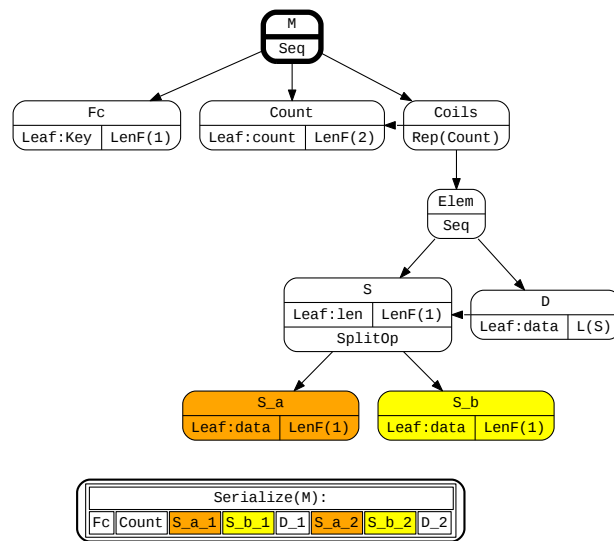 M
Seq
Fc Count Coils
Leaf:Key LenF(1) Leaf:count LenF(2) Rep(Count)
Elem
Seq
S
Leaf:len LenF(1)
SplitOp
D
Leaf:data L(S)
S_a S_b
Leaf:data LenF(1) Leaf:data LenF(1)
Serialize(M):
Fc Count S_a_1 S_b_1 D_1 S_a_2 S_b_2 D_2